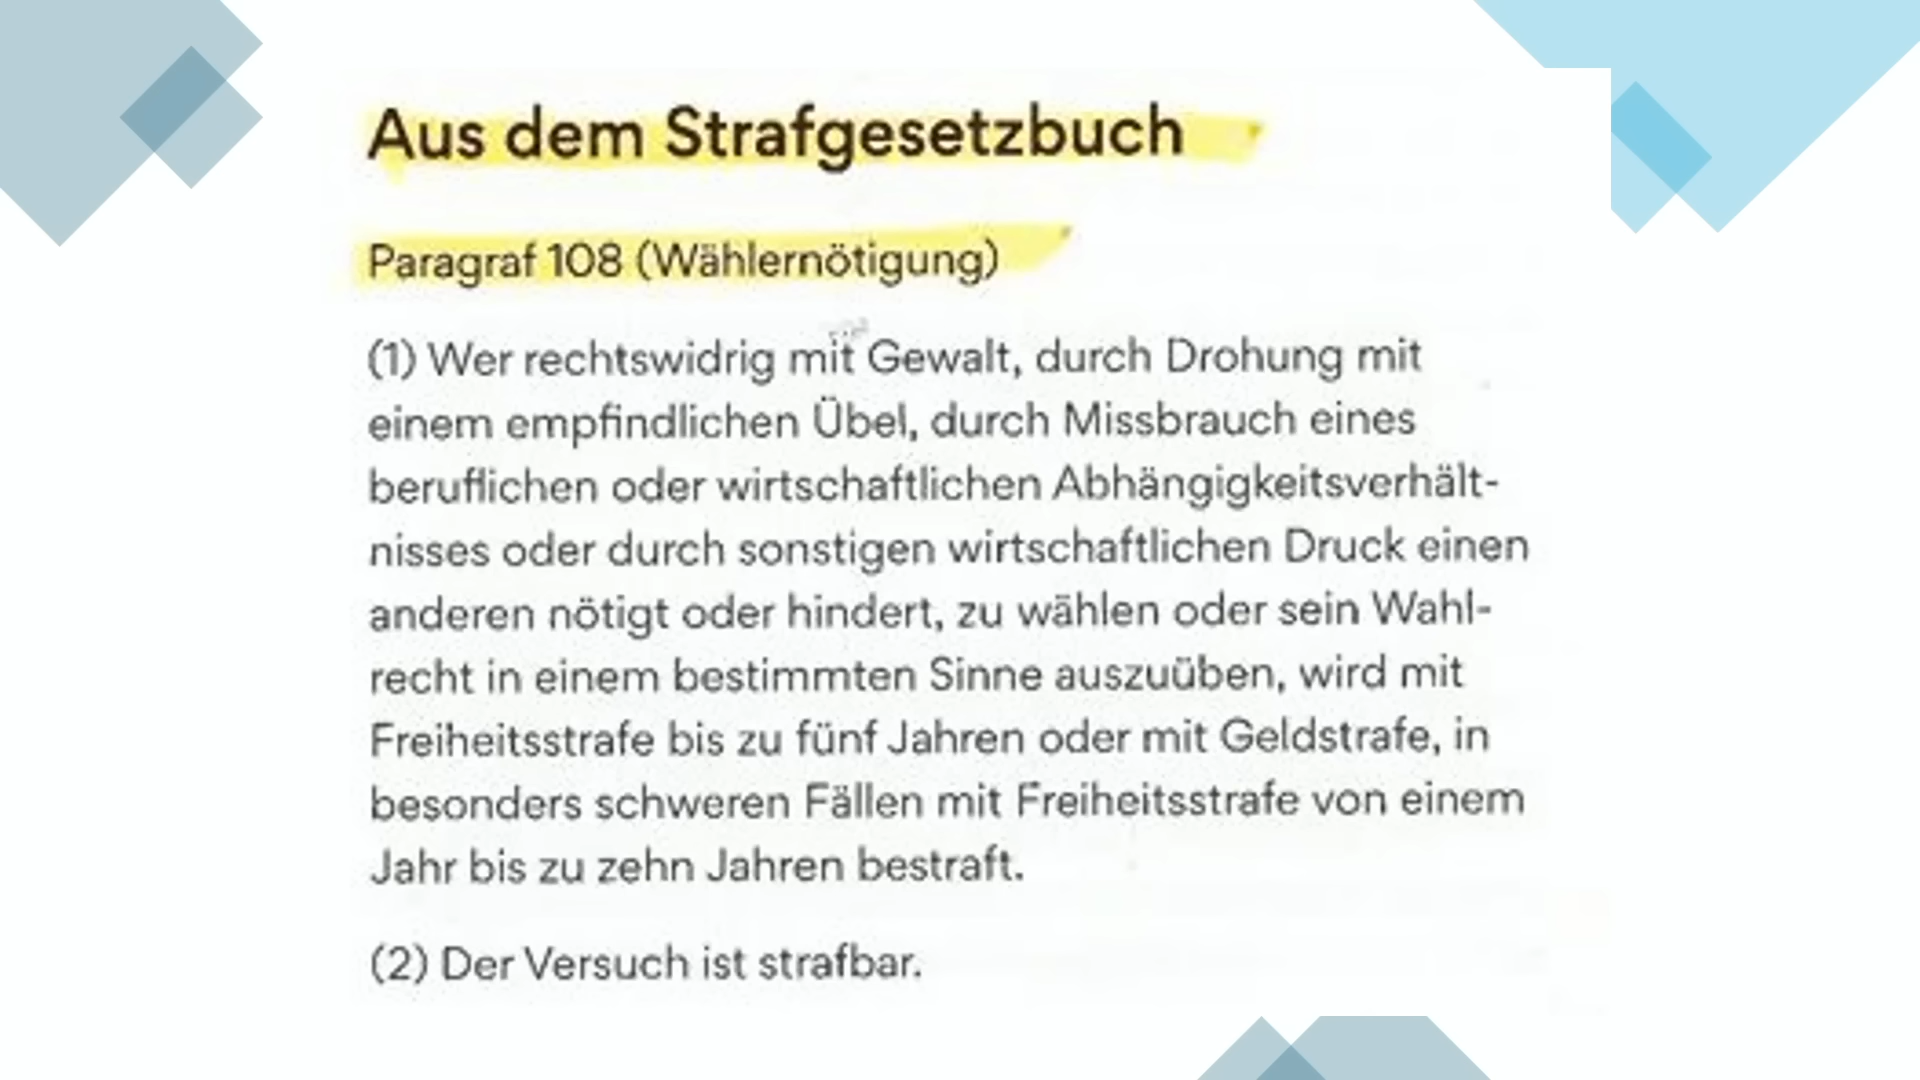 Aus dem Strafgesetzbuch
Paragraf 108 (Wählernötigung)
(1) Wer rechtswidrig mit Gewalt, durch Drohung mit
einem empfindlichen Übel, durch Missbrauch eines
beruflichen oder wirtschaftlichen Abhängigkeitsverhält-
nisses oder durch sonstigen wirtschaftlichen Druck einen
anderen nötigt oder hindert, zu wählen oder sein Wahl-
recht in einem bestimmten Sinne auszuüben, wird mit
Freiheitsstrafe bis zu fünf Jahren oder mit Geldstrafe, in
besonders schweren Fällen mit Freiheitsstrafe von einem
Jahr bis zu zehn Jahren bestraft.
(2) Der Versuch ist strafbar.